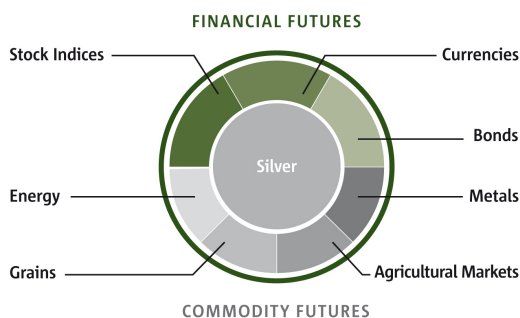 FINANCIAL FUTURES
Stock Indices
Currencies
Bonds
Silver
Energy
Metals
Grains
Agricultural Markets
COMMODITY FUTURES